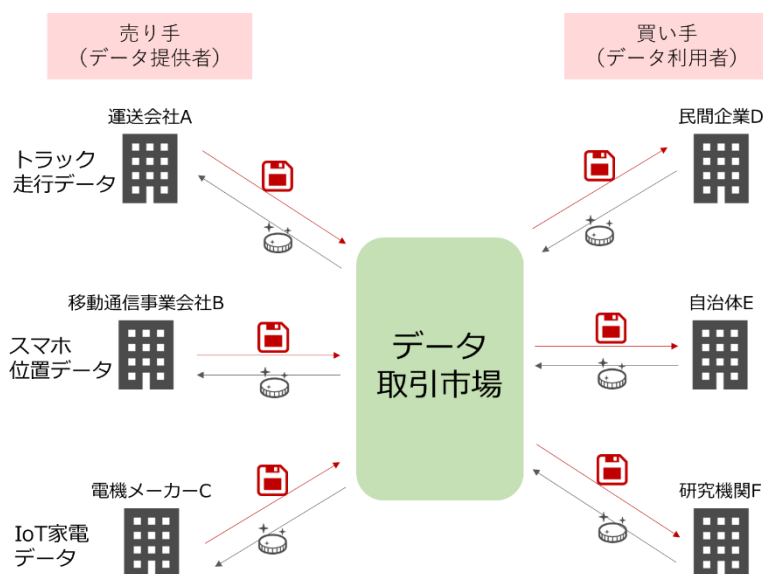 売り手
（データ提供者）
買い手
（データ利用者）
運送会社A
トラック
走行データ
民間企業D
移動通信事業会社B
スマホ
位置データ
データ
取引市場
自治体E
電機メーカーC
IoT家電
データ
研究機関F